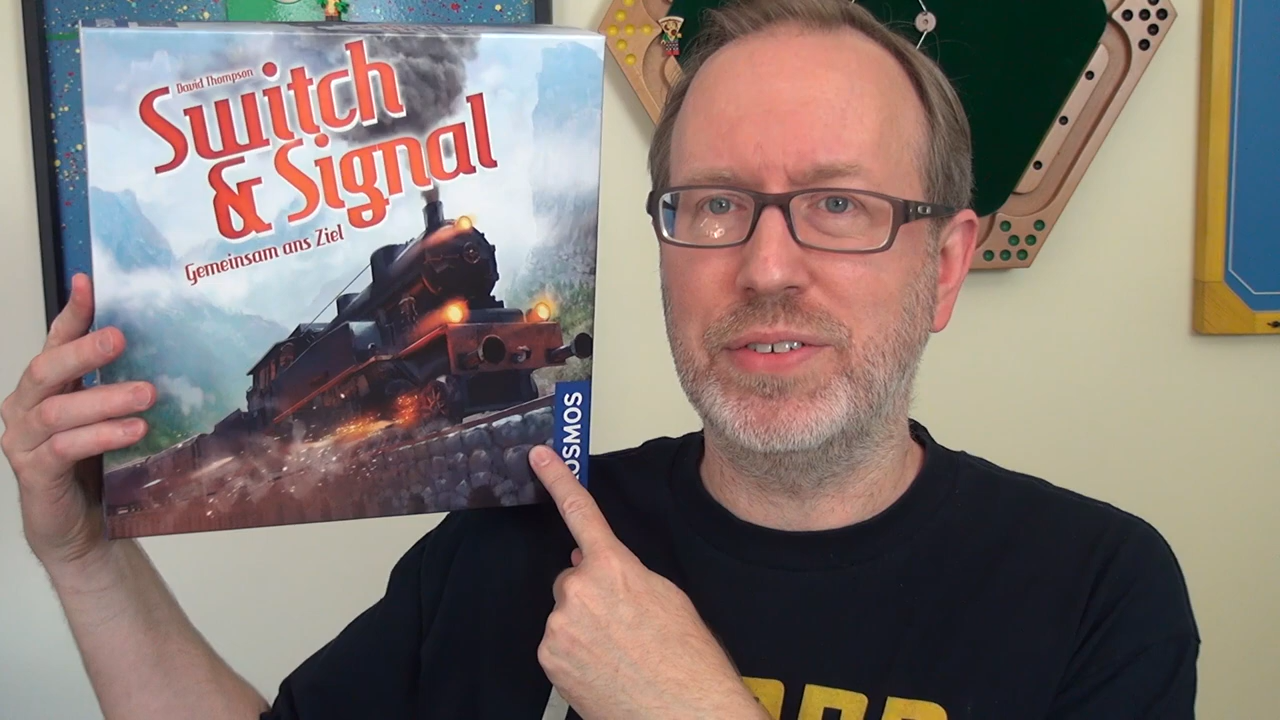 David Thompson
Switch
& Signal
Gemeinsam ans Ziel
KOSMOS